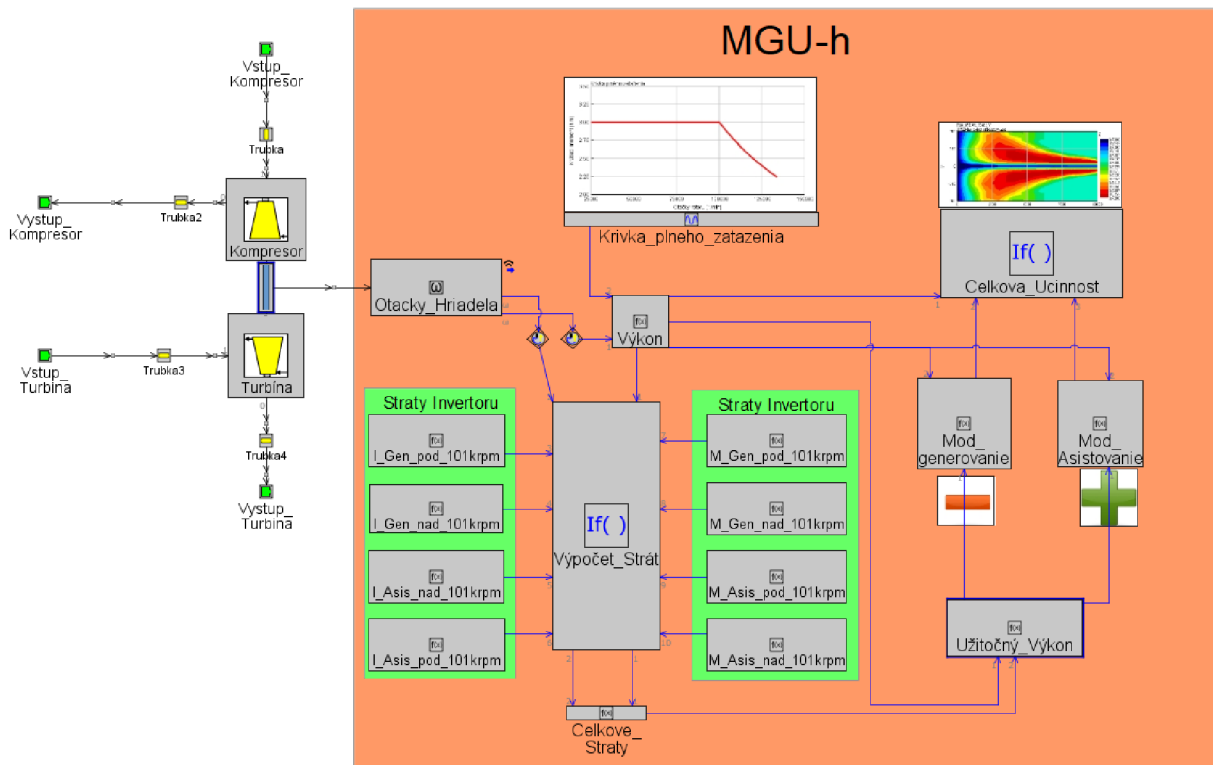 MGU-h
Vstup_
Kompresor
Trubka
Trubka2
Vystup_
Kompresor
Kompresor
Krivka_plneho_zatazenia
If( )
Celkova_Ucinnost
ω
Otacky_Hriadela
f(x)
Výkon
Vstup_
Turbina
Trubka3
Turbína
Trubka4
Vystup_
Turbina
Straty Invertoru
f(x)
I_Gen_pod_101krpm
f(x)
I_Gen_nad_101krpm
f(x)
I_Asis_nad_101krpm
f(x)
I_Asis_pod_101krpm
If( )
Výpočet_Strát
Straty Invertoru
f(x)
M_Gen_pod_101krpm
f(x)
M_Gen_nad_101krpm
f(x)
M_Asis_pod_101krpm
f(x)
M_Asis_nad_101krpm
f(x)
Mod_
generovanie
f(x)
Mod_
Asistovanie
f(x)
Užitočný_Výkon
f(x)
Celkove_
Straty